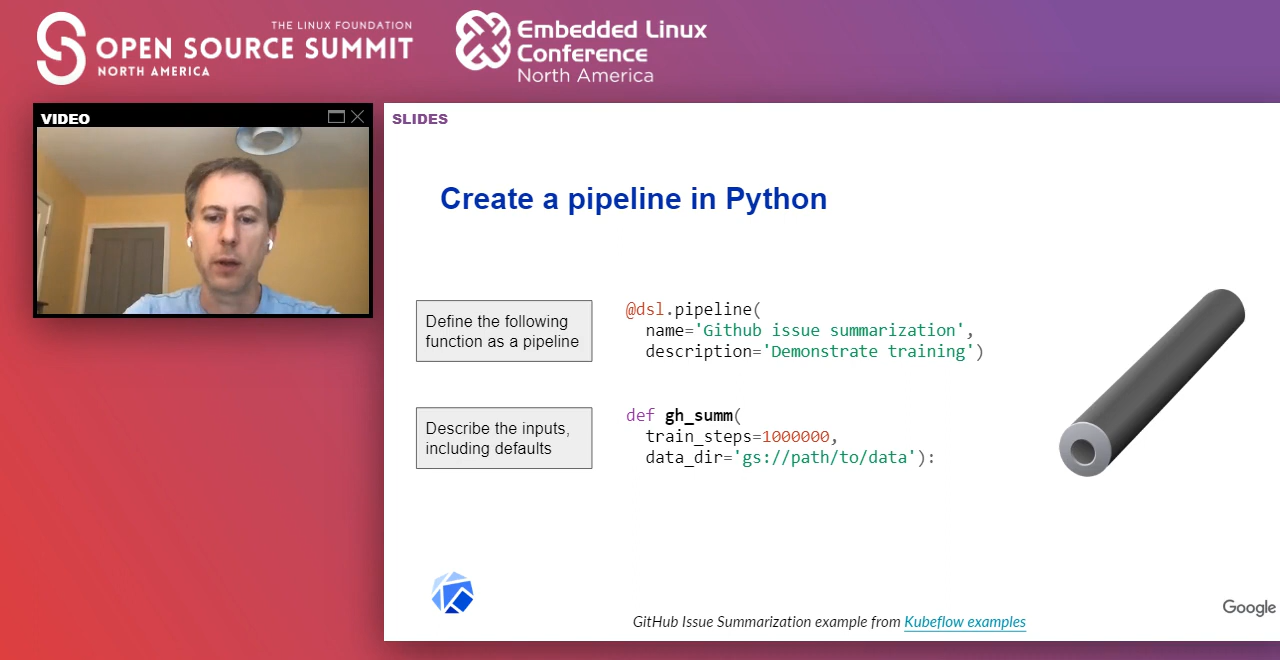 THE LINUX FOUNDATION
OPEN SOURCE SUMMIT
NORTH AMERICA
Embedded Linux
Conference
North America
VIDEO
SLIDES
Create a pipeline in Python
Define the following
function as a pipeline
@dsl.pipeline(
name='Github issue summarization',
description='Demonstrate training')
Describe the inputs,
including defaults
def gh_summ(
train_steps=1000000,
data_dir='gs://path/to/data'):
GitHub Issue Summarization example from Kubeflow examples
Google